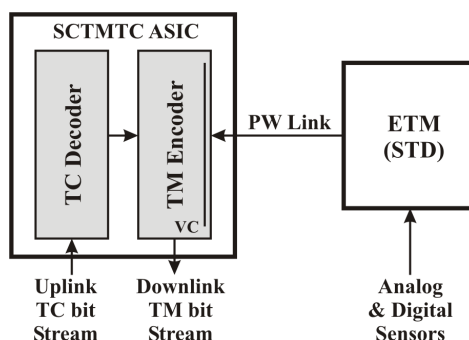 SCTMTC ASIC
TC Decoder
TM Encoder
VC
PW Link
ETM
(STD)
Uplink
TC bit
Stream
Downlink
TM bit
Stream
Analog
& Digital
Sensors